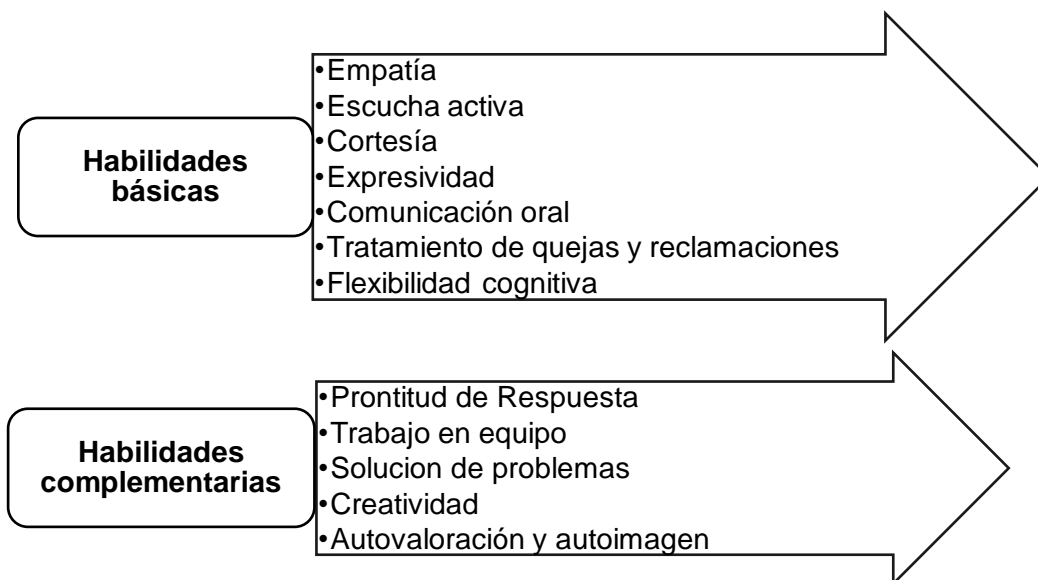 Habilidades
básicas
•Empatía
•Escucha activa
•Cortesía
•Expresividad
•Comunicación oral
•Tratamiento de quejas y reclamaciones
•Flexibilidad cognitiva
Habilidades
complementarias
•Prontitud de Respuesta
•Trabajo en equipo
•Solucion de problemas
•Creatividad
•Autovaloración y autoimagen